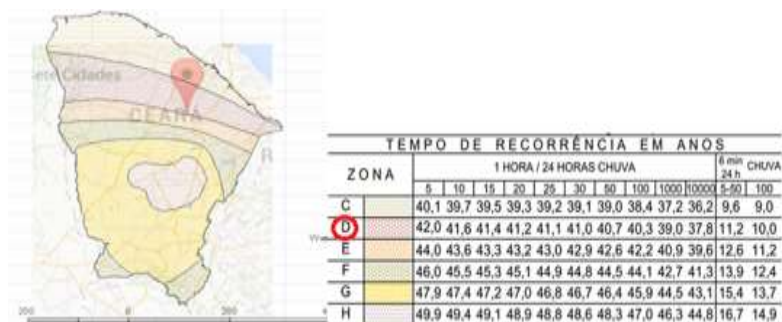 ete Cidades
CEARÁ
R
200 0 200
TEMPO DE RECORRÊNCIA EM ANOS
ZONA 1 HORA / 24 HORAS CHUVA 6 min 24 h CHUVA
5 10 15 20 25 30 50 100 1000 10000 5-50 100
C 40,1 39,7 39,5 39,3 39,2 39,1 39,0 38,4 37,2 36,2 9,6 9,0
D 42,0 41,6 41,4 41,2 41,1 41,0 40,7 40,3 39,0 37,8 11,2 10,0
E 44,0 43,6 43,3 43,2 43,0 42,9 42,6 42,2 40,9 39,6 12,6 11,2
F 46,0 45,5 45,3 45,1 44,9 44,8 44,5 44,1 42,7 41,3 13,9 12,4
G 47,9 47,4 47,2 47,0 46,8 46,7 46,4 45,9 44,5 43,1 15,4 13,7
H 49,9 49,4 49,1 48,9 48,8 48,6 48,3 47,0 46,3 44,8 16,7 14,9